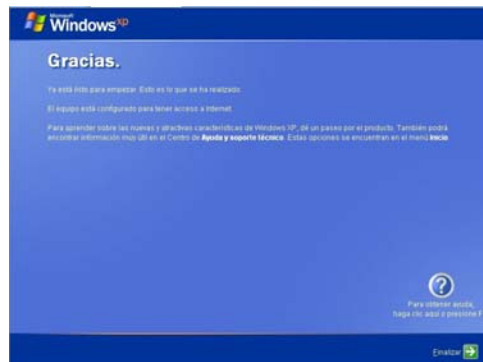 Microsoft
Windows xp
Gracias.
Ya está listo para empezar. Esto es lo que se ha realizado:
El equipo está configurado para tener acceso a Internet.
Para aprender sobre las nuevas y atractivas características de Windows XP, dé un paseo por el producto. También podrá
encontrar información muy útil en el Centro de Ayuda y soporte técnico. Estas opciones se encuentran en el menú Inicio.
Para obtener ayuda,
haga clic aquí o presione F
Finalizar